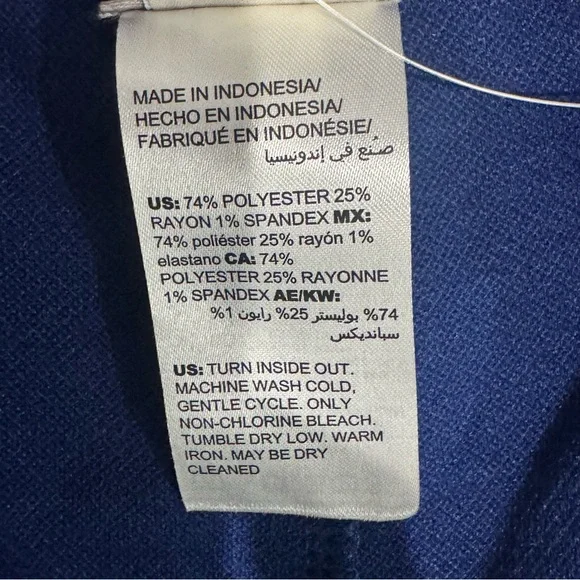 MADE IN INDONESIA/
HECHO EN INDONESIA/
FABRIQUÉ EN INDONÉSIE/
صُنع في إندونيسيا
US: 74% POLYESTER 25%
RAYON 1% SPANDEX MX:
74% poliéster 25% rayón 1%
elastano CA: 74%
POLYESTER 25% RAYONNE
1% SPANDEX AE/KW:
74% بوليستر 25% رايون 1%
سبانديكس
US: TURN INSIDE OUT.
MACHINE WASH COLD,
GENTLE CYCLE. ONLY
NON-CHLORINE BLEACH.
TUMBLE DRY LOW. WARM
IRON. MAY BE DRY
CLEANED